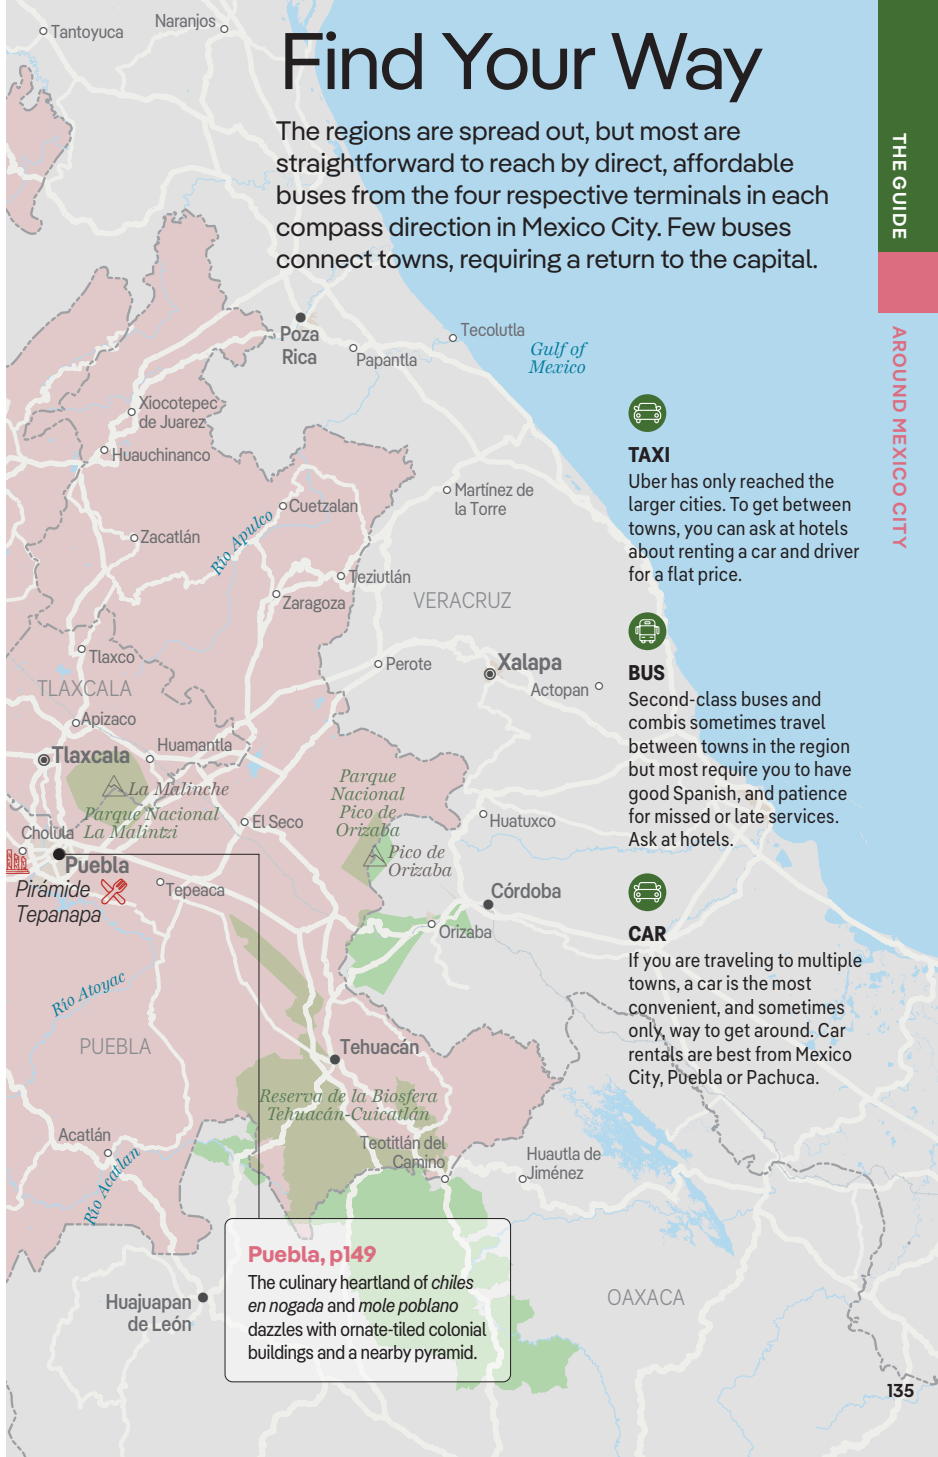 Find Your Way
The regions are spread out, but most are
straightforward to reach by direct, affordable
buses from the four respective terminals in each
compass direction in Mexico City. Few buses
connect towns, requiring a return to the capital.
THE GUIDE
AROUND MEXICO CITY
Tantoyuca
Naranjos
Poza
Rica
Papantla
Tecolutla
Gulf of
Mexico
Xiocotepec
de Juarez
Huauchinanco
Cuetzalan
Martínez de
la Torre
Zacatlán
Río Apulco
Teziutlán
Zaragoza
VERACRUZ
Tlaxco
Perote
Xalapa
Actopan
TLAXCALA
Apizaco
Tlaxcala
Huamantla
La Malinche
Parque Nacional
La Malintzi
Parque
Nacional
Pico de
Orizaba
El Seco
Huatuxco
Cholula
Puebla
Pirámide
Tepanapa
Tepeaca
Pico de
Orizaba
Córdoba
Orizaba
Río Atoyac
PUEBLA
Tehuacán
Reserva de la Biosfera
Tehuacán-Cuicatlán
Acatlán
Río Acatlan
Teotitlán del
Camino
Huautla de
Jiménez
Huajuapan
de León
OAXACA
TAXI
Uber has only reached the
larger cities. To get between
towns, you can ask at hotels
about renting a car and driver
for a flat price.
BUS
Second-class buses and
combis sometimes travel
between towns in the region
but most require you to have
good Spanish, and patience
for missed or late services.
Ask at hotels.
CAR
If you are traveling to multiple
towns, a car is the most
convenient, and sometimes
only, way to get around. Car
rentals are best from Mexico
City, Puebla or Pachuca.
Puebla, p149
The culinary heartland of chiles
en nogada and mole poblano
dazzles with ornate-tiled colonial
buildings and a nearby pyramid.
135